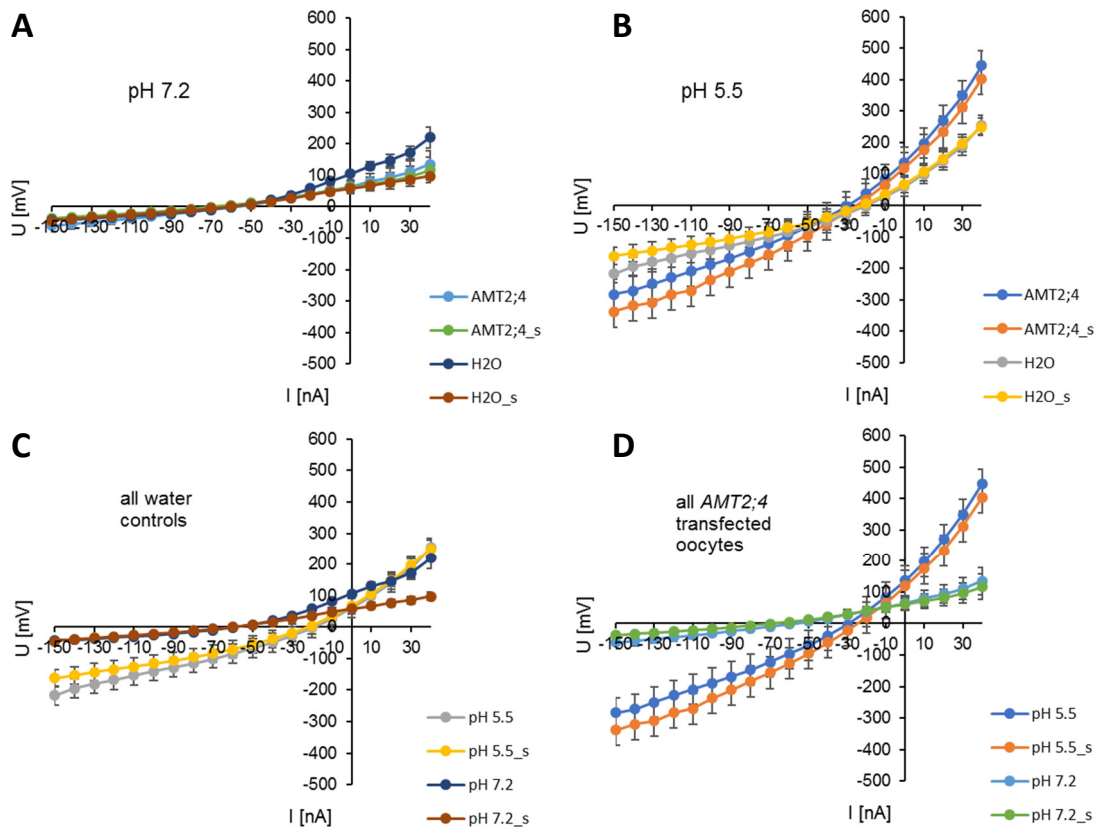 A
pH 7.2
U [mV]
600
500
400
300
200
100
0
-100
-200
-300
-400
-500
-150 -130 -110 -90 -70 -50 -30 -10 10 30
I [nA]
AMT2;4
AMT2;4_s
H2O
H2O_s
B
pH 5.5
U [mV]
600
500
400
300
200
100
0
-100
-200
-300
-400
-500
-150 -130 -110 -90 -70 -50 -30 -10 10 30
I [nA]
AMT2;4
AMT2;4_s
H2O
H2O_s
C
all water
controls
U [mV]
600
500
400
300
200
100
0
-100
-200
-300
-400
-500
-150 -130 -110 -90 -70 -50 -30 -10 10 30
I [nA]
pH 5.5
pH 5.5_s
pH 7.2
pH 7.2_s
D
all AMT2;4
transfected
oocytes
U [mV]
600
500
400
300
200
100
0
-100
-200
-300
-400
-500
-150 -130 -110 -90 -70 -50 -30 -10 10 30
I [nA]
pH 5.5
pH 5.5_s
pH 7.2
pH 7.2_s